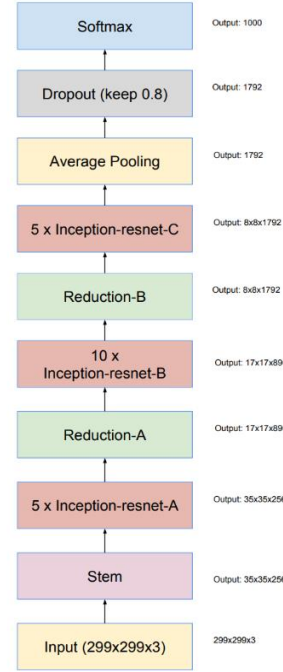 Softmax
Output: 1000
Dropout (keep 0.8)
Output: 1792
Average Pooling
Output: 1792
5 x Inception-resnet-C
Output: 8x8x1792
Reduction-B
Output: 8x8x1792
10 x
Inception-resnet-B
Output: 17x17x89
Reduction-A
Output: 17x17x89
5 x Inception-resnet-A
Output: 35x35x256
Stem
Output: 35x35x256
Input (299x299x3)
299x299x3